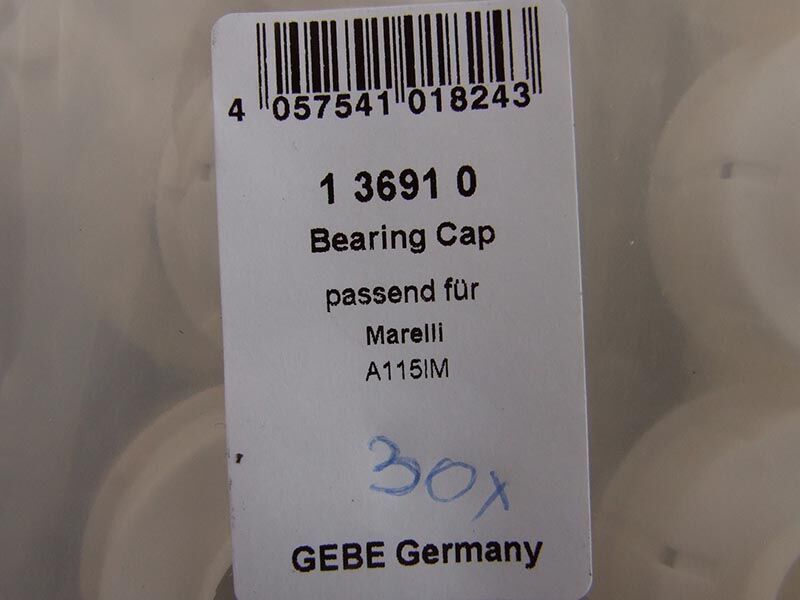 4 057541 018243
1 3691 0
Bearing Cap
passend für
Marelli
A115IM
30x
GEBE Germany